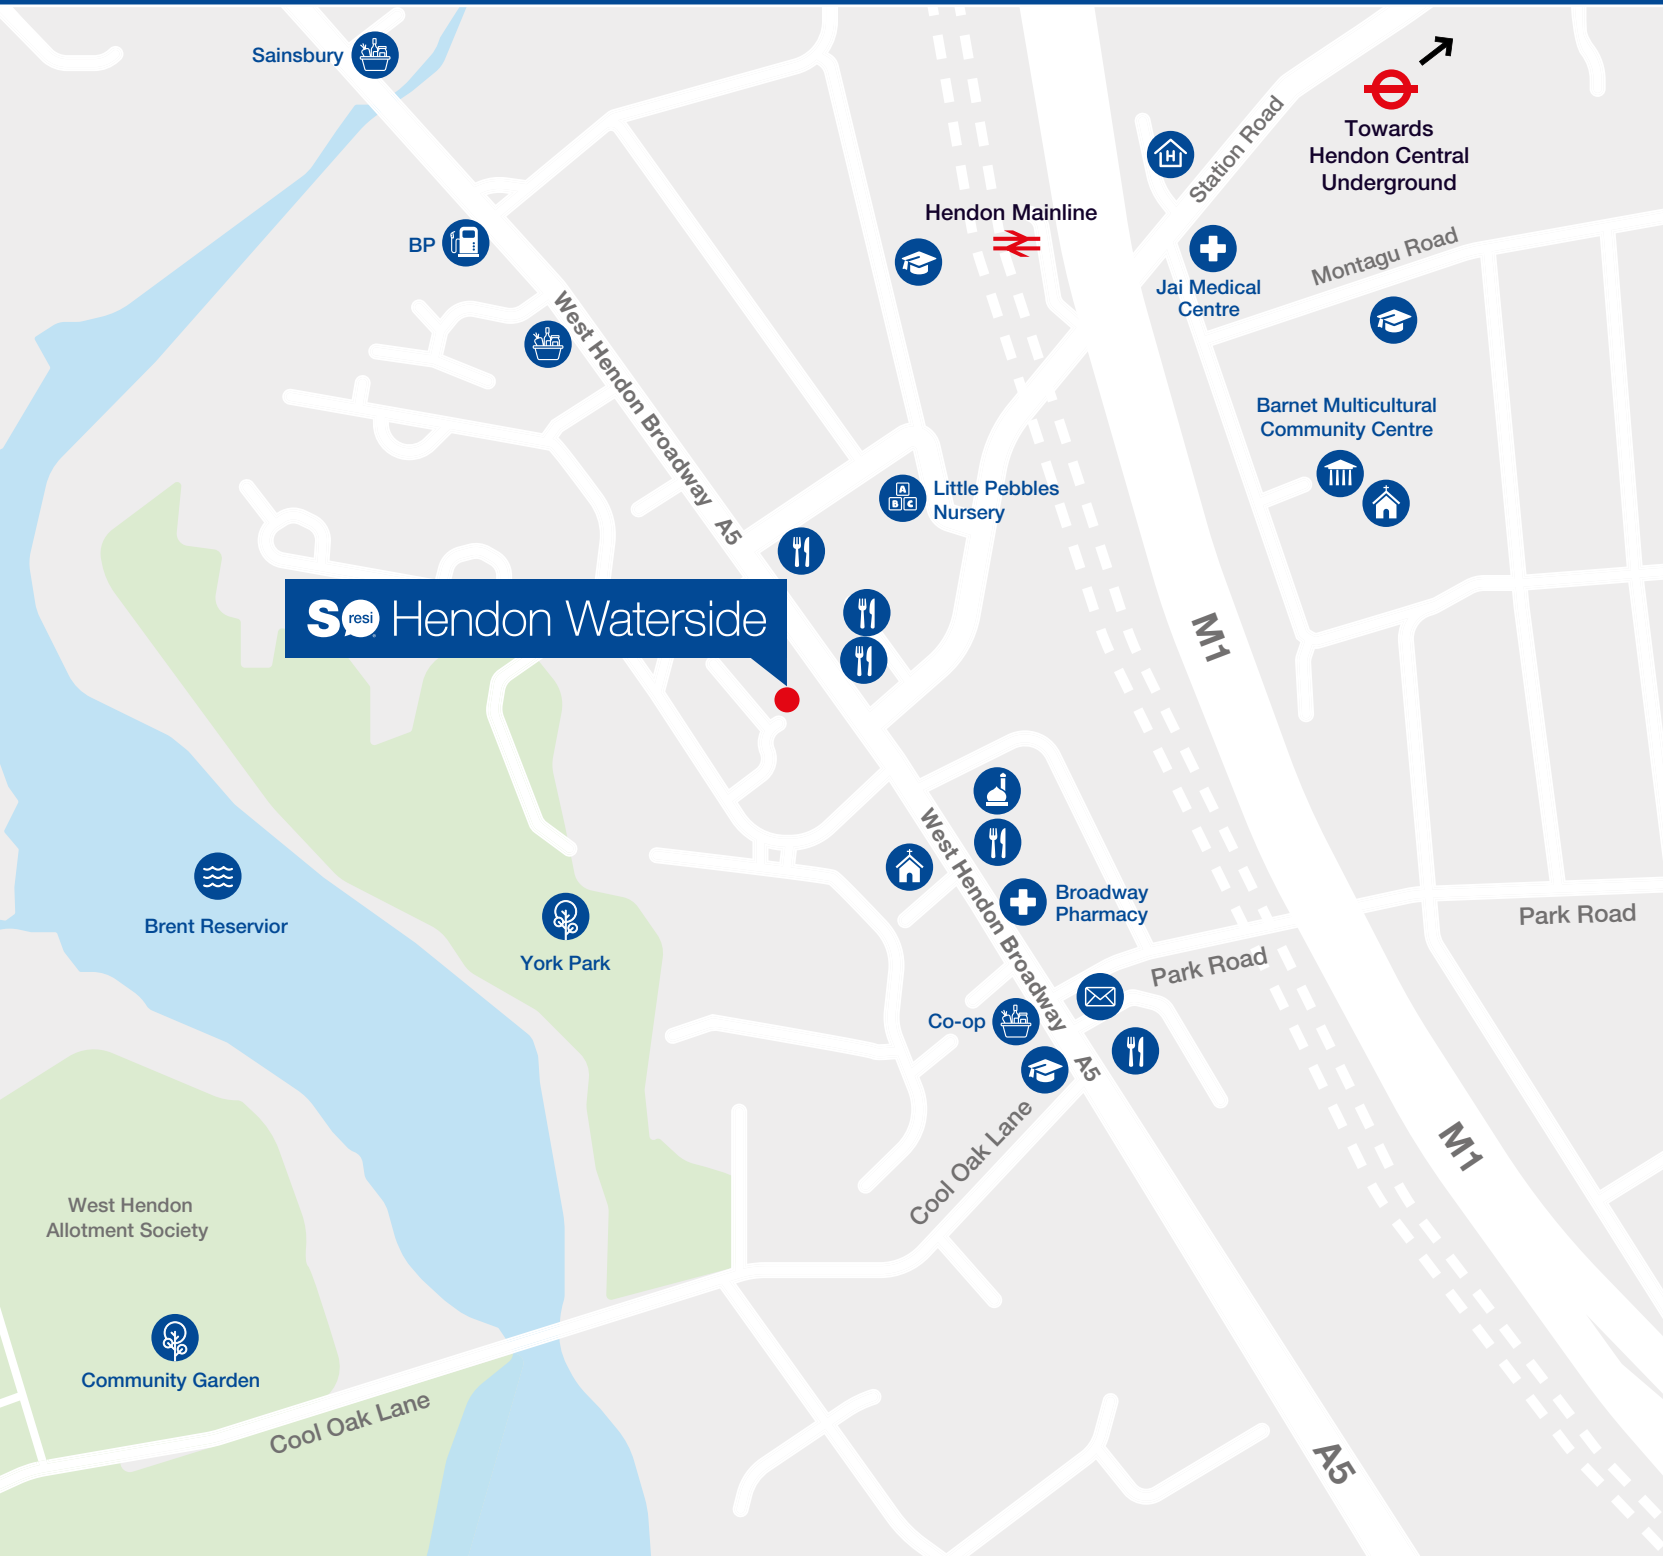 Sainsbury
Towards
Hendon Central
Underground
Station Road
H
Hendon Mainline
BP
Montagu Road
Jai Medical
Centre
West Hendon Broadway A5
Barnet Multicultural
Community Centre
A
B C
Little Pebbles
Nursery
SO resi Hendon Waterside
M1
West Hendon Broadway A5
Broadway
Pharmacy
Park Road
Park Road
Brent Reservior
York Park
Co-op
Cool Oak Lane
M1
West Hendon
Allotment Society
Community Garden
Cool Oak Lane
A5